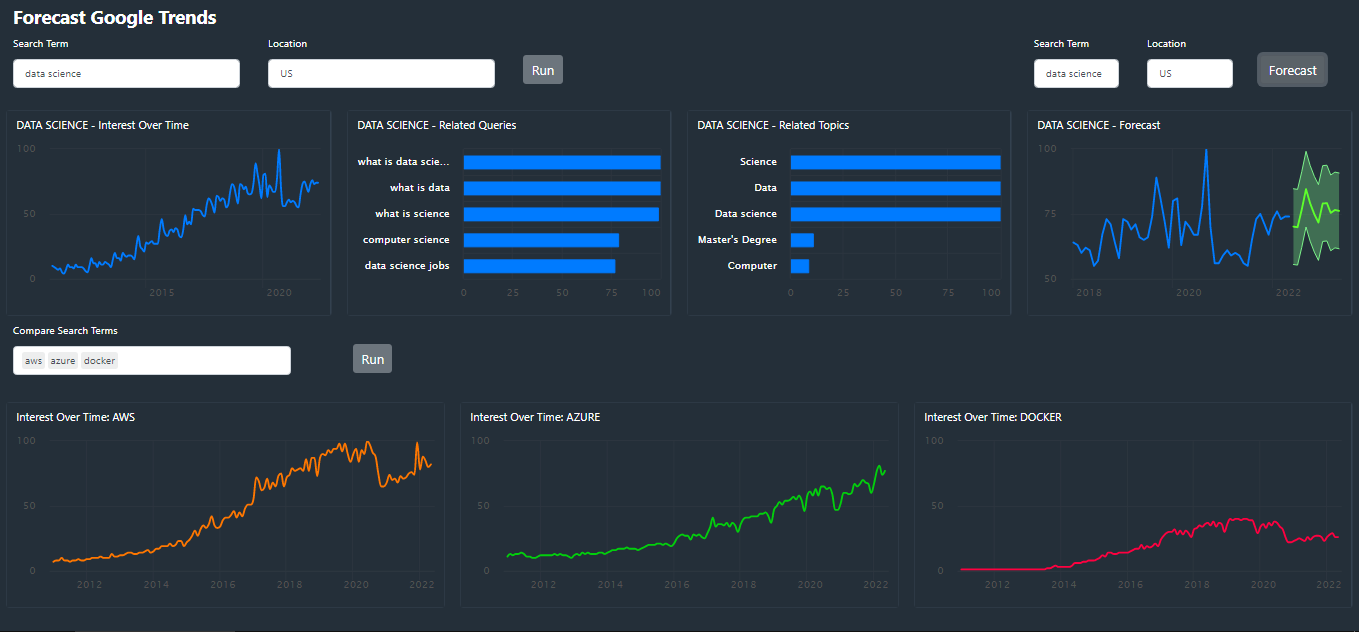 Forecast Google Trends
Search Term
Location
data science
US
Run
Search Term
Location
data science
US
Forecast
DATA SCIENCE - Interest Over Time
100
50
0
2015
2020
DATA SCIENCE - Related Queries
what is data scie...
what is data
what is science
computer science
data science jobs
0 25 50 75 100
DATA SCIENCE - Related Topics
Science
Data
Data science
Master's Degree
Computer
0 25 50 75 100
DATA SCIENCE - Forecast
100
75
50
2018 2020 2022
Compare Search Terms
aws azure docker
Run
Interest Over Time: AWS
100
50
0
2012 2014 2016 2018 2020 2022
Interest Over Time: AZURE
100
50
0
2012 2014 2016 2018 2020 2022
Interest Over Time: DOCKER
100
50
0
2012 2014 2016 2018 2020 2022